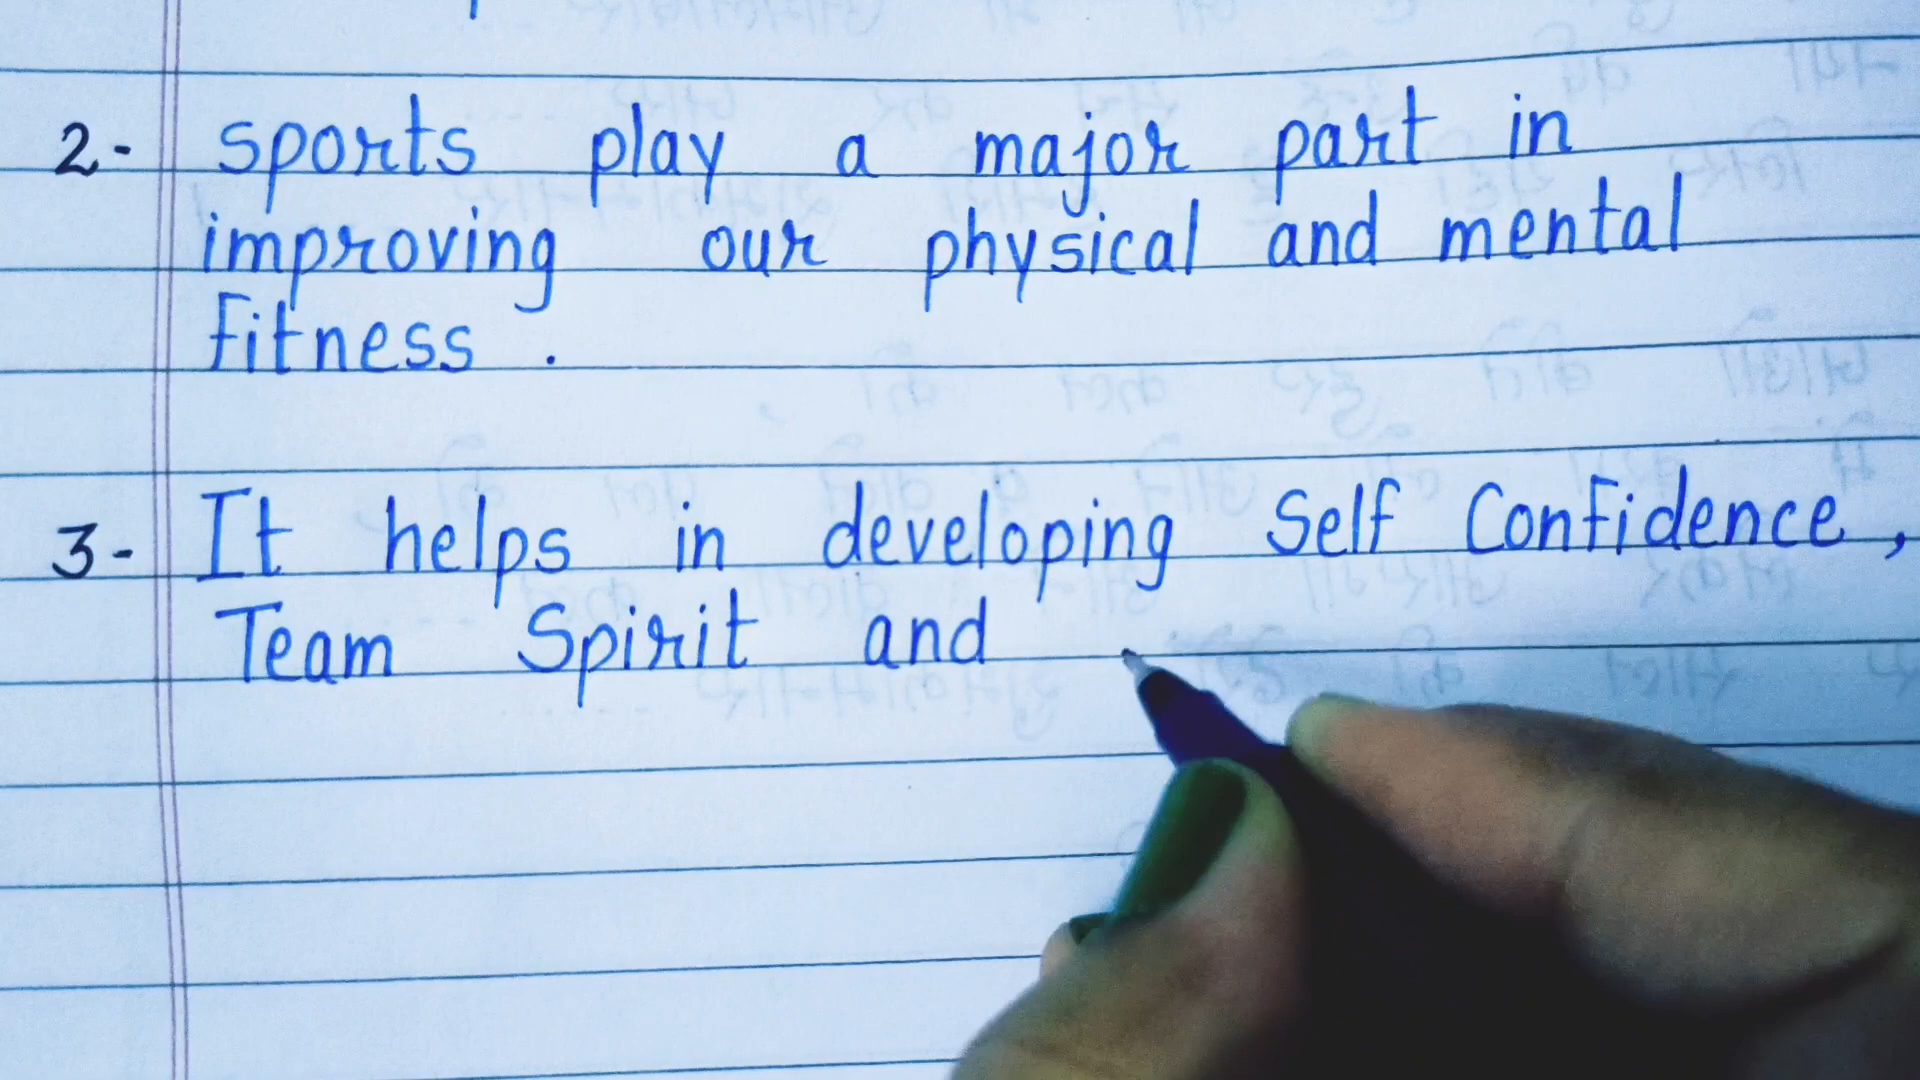 2- sports play a major part in
improving our physical and mental
fitness .
3- It helps in developing Self Confidence,
Team Spirit and